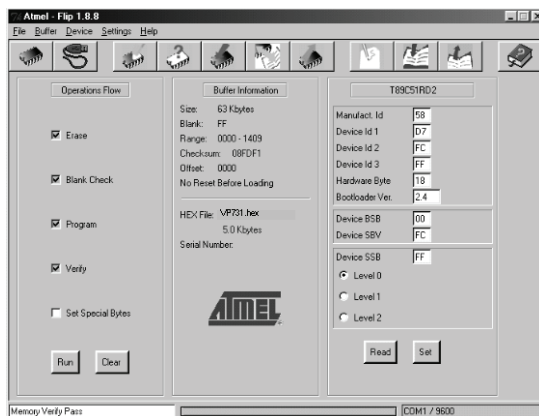 Atmel - Flip 1.8.8
File Buffer Device Settings Help
Operations Flow
Erase
Blank Check
Program
Verify
Set Special Bytes
Run Clear
Buffer Information
Size: 63 Kbytes
Blank: FF
Range: 0000 - 1409
Checksum: 08FDF1
Offset: 0000
No Reset Before Loading
HEX File: VP731.hex
5.0 Kbytes
Serial Number:
ATMEL
T89C51RD2
Manufact. Id 58
Device Id 1 D7
Device Id 2 FC
Device Id 3 FF
Hardware Byte 18
Bootloader Ver. 2.4
Device BSB 00
Device SBV FC
Device SSB FF
Level 0
Level 1
Level 2
Read Set
Memory Verify Pass
COM1 / 9600